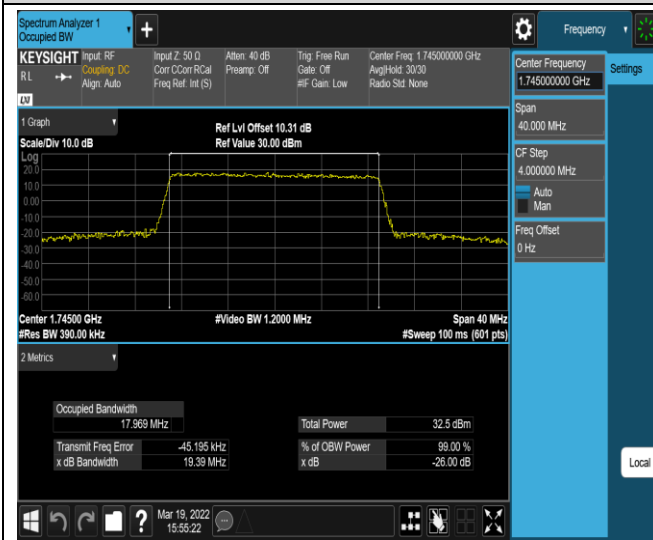 Spectrum Analyzer 1
Occupied BW
+
Frequency
KEYSIGHT
RL
LXI
Input: RF
Coupling: DC
Align: Auto
Input Z: 50 Ω
Corr CCorr RCal
Freq Ref: Int (S)
Atten: 40 dB
Preamp: Off
Trig: Free Run
Gate: Off
#IF Gain: Low
Center Freq: 1.745000000 GHz
Avg|Hold: 30/30
Radio Std: None
Center Frequency
1.745000000 GHz
Settings
Span
40.000 MHz
CF Step
4.000000 MHz
Auto
Man
Freq Offset
0 Hz
1 Graph
Scale/Div 10.0 dB
Ref Lvl Offset 10.31 dB
Ref Value 30.00 dBm
Log
20.0
10.0
0.00
-10.0
-20.0
-30.0
-40.0
-50.0
-60.0
Center 1.74500 GHz
#Video BW 1.2000 MHz
Span 40 MHz
#Res BW 390.00 kHz
#Sweep 100 ms (601 pts)
2 Metrics
Occupied Bandwidth
17.969 MHz
Total Power 32.5 dBm
Transmit Freq Error -45.195 kHz
% of OBW Power 99.00 %
x dB Bandwidth 19.39 MHz
x dB -26.00 dB
Local
?
Mar 19, 2022
15:55:22